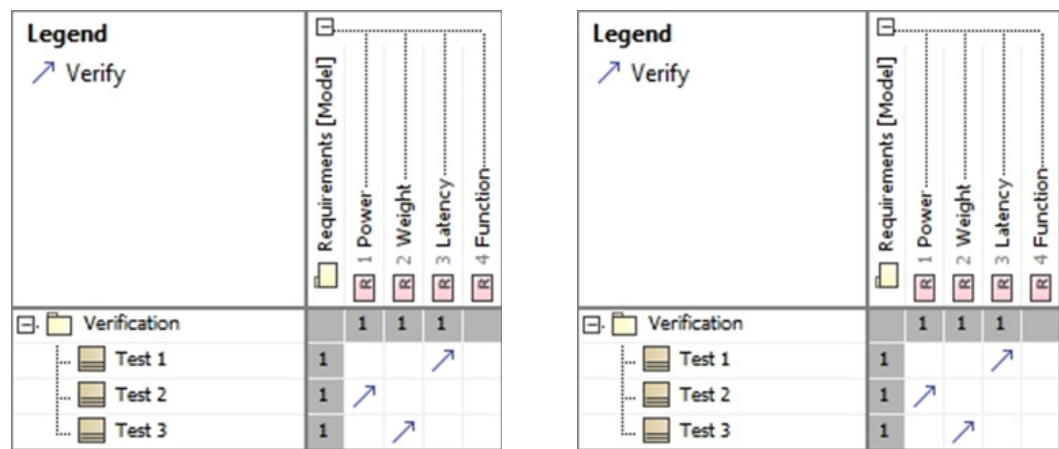 Legend
Verify
Requirements [Model]
R 1 Power
R 2 Weight
R 3 Latency
R 4 Function
Verification 1 1 1
Test 1 1
Test 2 1
Test 3 1
Legend
Verify
Requirements [Model]
R 1 Power
R 2 Weight
R 3 Latency
R 4 Function
Verification 1 1 1
Test 1 1
Test 2 1
Test 3 1